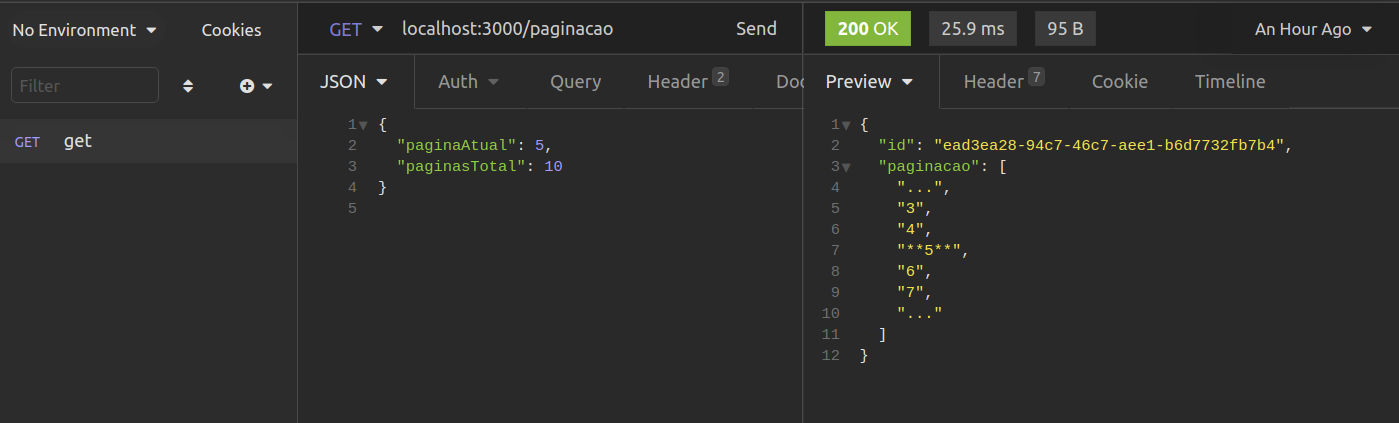 No Environment Cookies
Filter
GET get
GET localhost:3000/paginacao Send
JSON Auth Query Header 2 Doc
1 {
2 "paginaAtual": 5,
3 "paginasTotal": 10
4 }
5
200 OK 25.9 ms 95 B An Hour Ago
Preview Header 7 Cookie Timeline
1 {
2 "id": "ead3ea28-94c7-46c7-aee1-b6d7732fb7b4",
3 "paginacao": [
4 "...",
5 "3",
6 "4",
7 "**5**",
8 "6",
9 "7",
10 "..."
11 ]
12 }